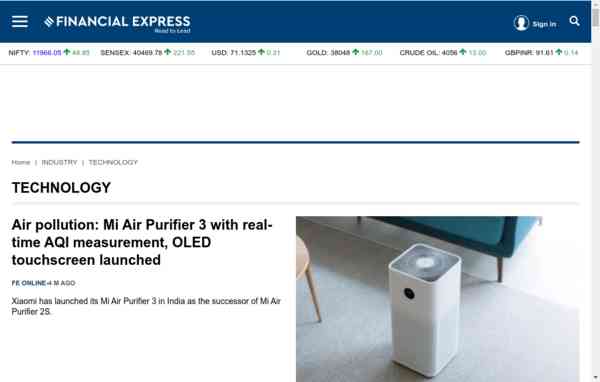 FINANCIAL EXPRESS
Read to Lead
Sign in
NIFTY: 11966.05 48.85 SENSEX: 40469.78 221.55 USD: 71.1325 0.31 GOLD: 38048 167.00 CRUDE OIL: 4056 13.00 GBPINR: 91.61 0.14
Home | INDUSTRY | TECHNOLOGY
TECHNOLOGY
Air pollution: Mi Air Purifier 3 with real-
time AQI measurement, OLED
touchscreen launched
FE ONLINE-4 M AGO
Xiaomi has launched its Mi Air Purifier 3 in India as the successor of Mi Air
Purifier 2S.